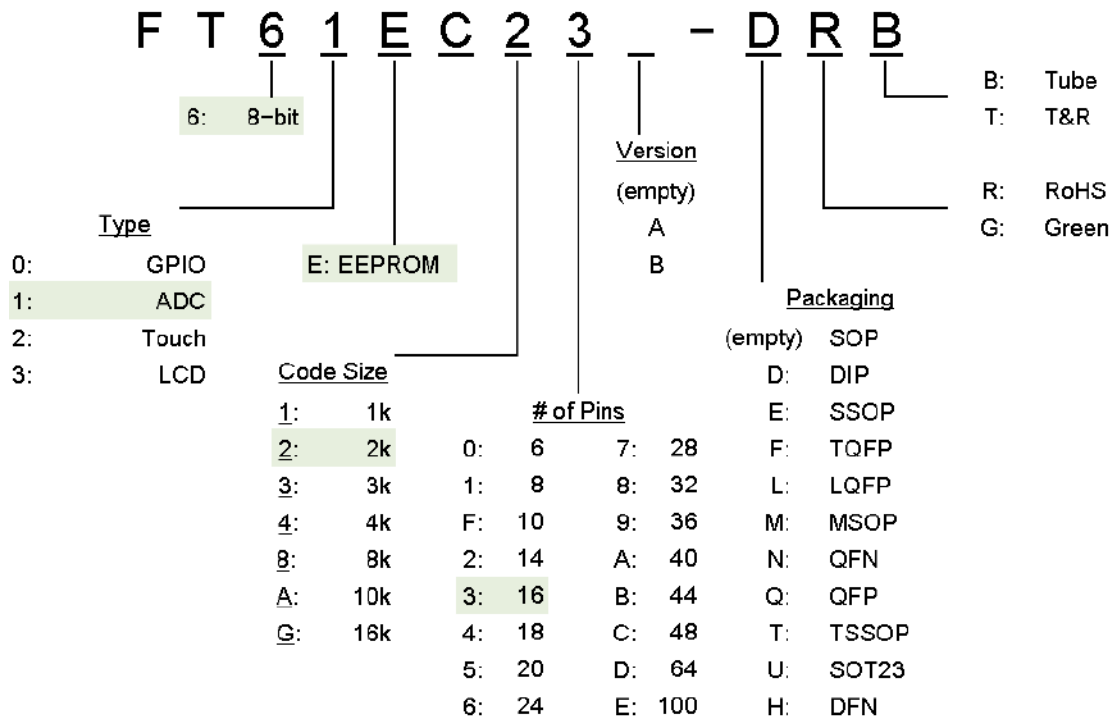 F T 6 1 E C 2 3 _ - D R B
6: 8-bit
B: Tube
T: T&R
R: RoHS
G: Green
Version
(empty)
A
B
Type
0: GPIO
1: ADC
2: Touch
3: LCD
E: EEPROM
Code Size
1: 1k
2: 2k
3: 3k
4: 4k
8: 8k
A: 10k
G: 16k
# of Pins
0: 6 7: 28
1: 8 8: 32
F: 10 9: 36
2: 14 A: 40
3: 16 B: 44
4: 18 C: 48
5: 20 D: 64
6: 24 E: 100
Packaging
(empty) SOP
D: DIP
E: SSOP
F: TQFP
L: LQFP
M: MSOP
N: QFN
Q: QFP
T: TSSOP
U: SOT23
H: DFN